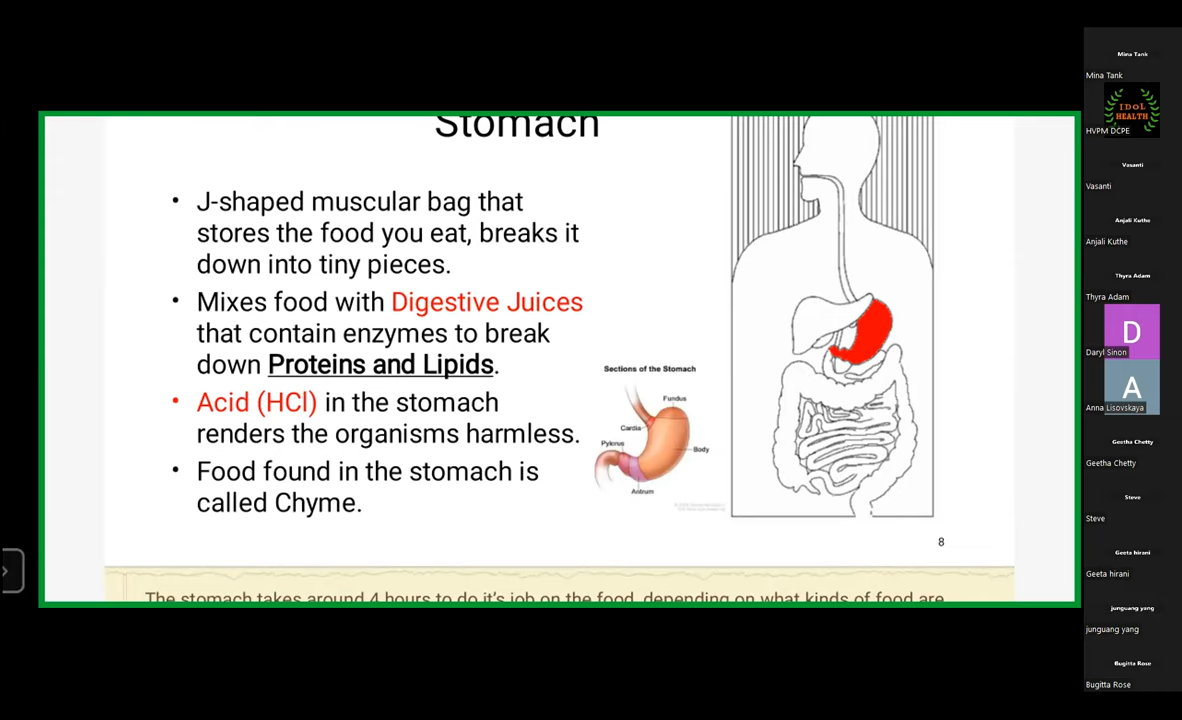 Stomach
• J-shaped muscular bag that
stores the food you eat, breaks it
down into tiny pieces.
• Mixes food with Digestive Juices
that contain enzymes to break
down Proteins and Lipids.
• Acid (HCl) in the stomach
renders the organisms harmless.
• Food found in the stomach is
called Chyme.
Sections of the Stomach
Fundus
Cardia
Pylorus
Body
Antrum
8
The stomach takes around 4 hours to do it's job on the food, depending on what kinds of food are
Mina Tank
Mina Tank
IDOL
HEALTH
HVPM DCPE
Vasanti
Vasanti
Anjali Kuthe
Anjali Kuthe
Thyra Adam
Thyra Adam
D
Daryl Sinon
A
Anna Lisovskaya
Geetha Chetty
Geetha Chetty
Steve
Steve
Geeta hirani
Geeta hirani
junguang yang
junguang yang
Bugitta Rose
Bugitta Rose